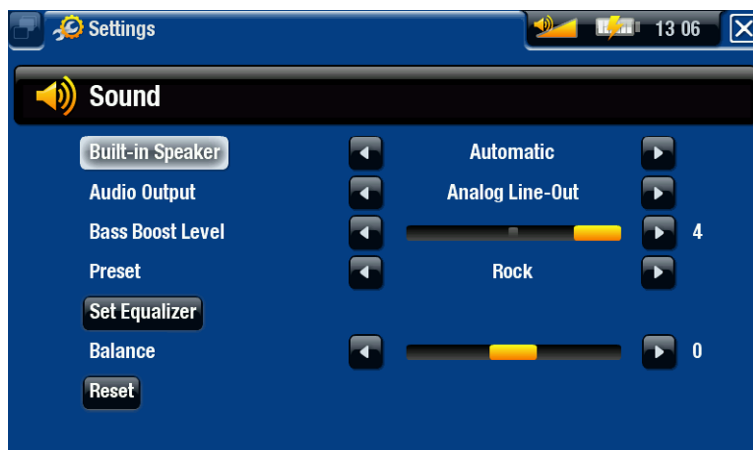 Settings 13 06
Sound
Built-in Speaker Automatic
Audio Output Analog Line-Out
Bass Boost Level 4
Preset Rock
Set Equalizer
Balance 0
Reset